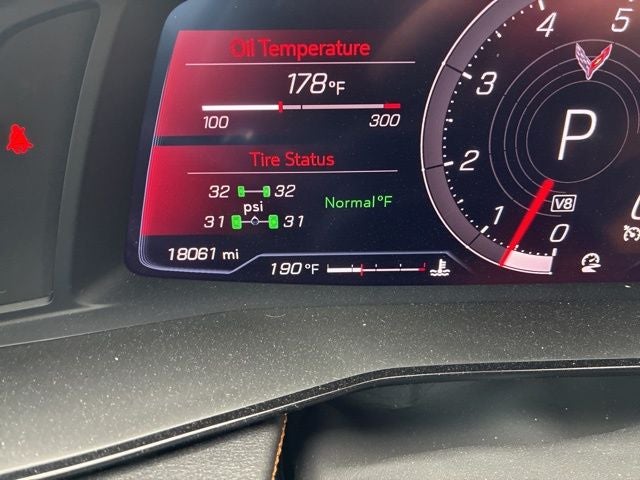 Oil Temperature
178°F
100 300
Tire Status
32 32
psi
31 31
Normal °F
18061 mi
190 °F
5
4
3
2
1
0
P
V8